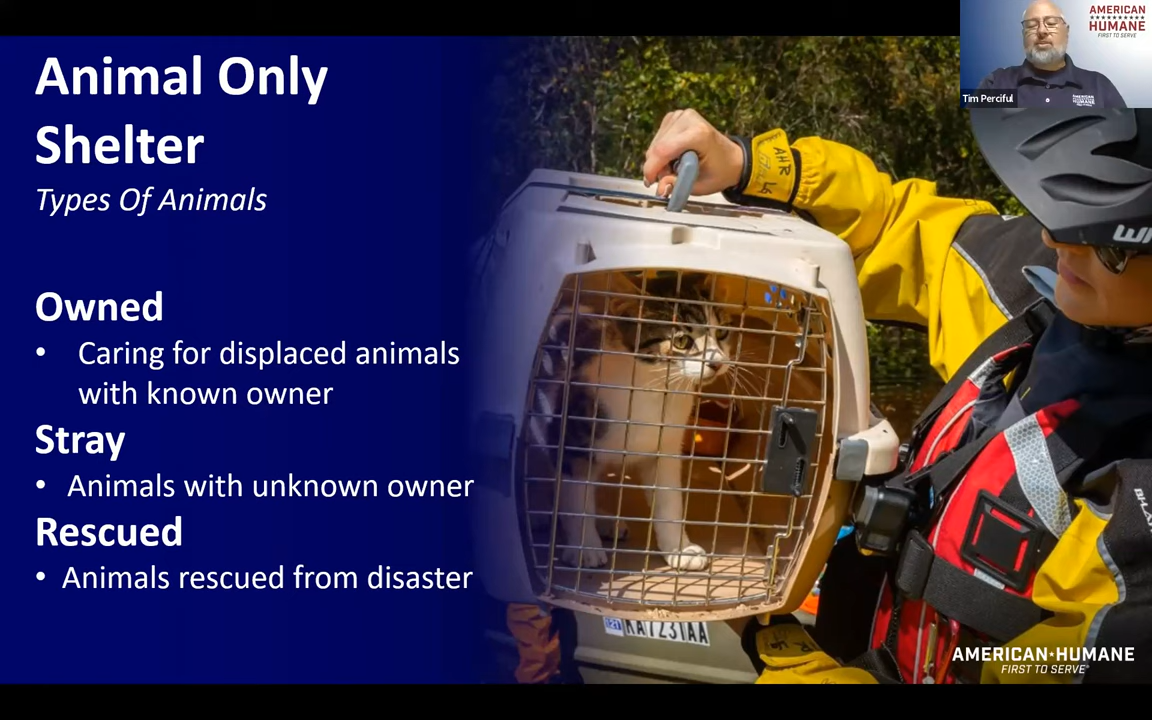 Animal Only
Shelter
Types Of Animals
Owned
• Caring for displaced animals
with known owner
Stray
• Animals with unknown owner
Rescued
• Animals rescued from disaster
AMERICAN
HUMANE
FIRST TO SERVE
Tim Perciful
AHR
AMERICAN★HUMANE
FIRST TO SERVE